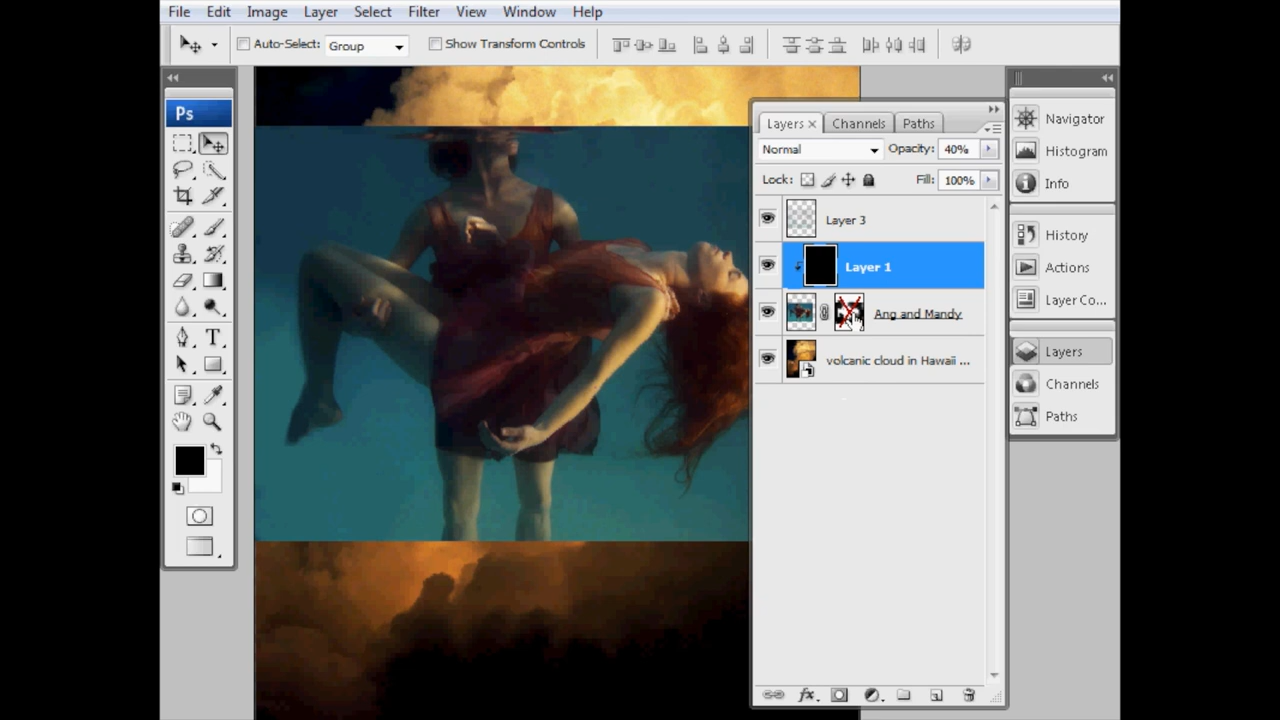 File Edit Image Layer Select Filter View Window Help
Auto-Select: Group Show Transform Controls
Ps
Layers × Channels Paths
Normal Opacity: 40%
Lock: Fill: 100%
Layer 3
Layer 1
Ang and Mandy
volcanic cloud in Hawaii ...
fx
T
Navigator
Histogram
Info
History
Actions
Layer Co...
Layers
Channels
Paths